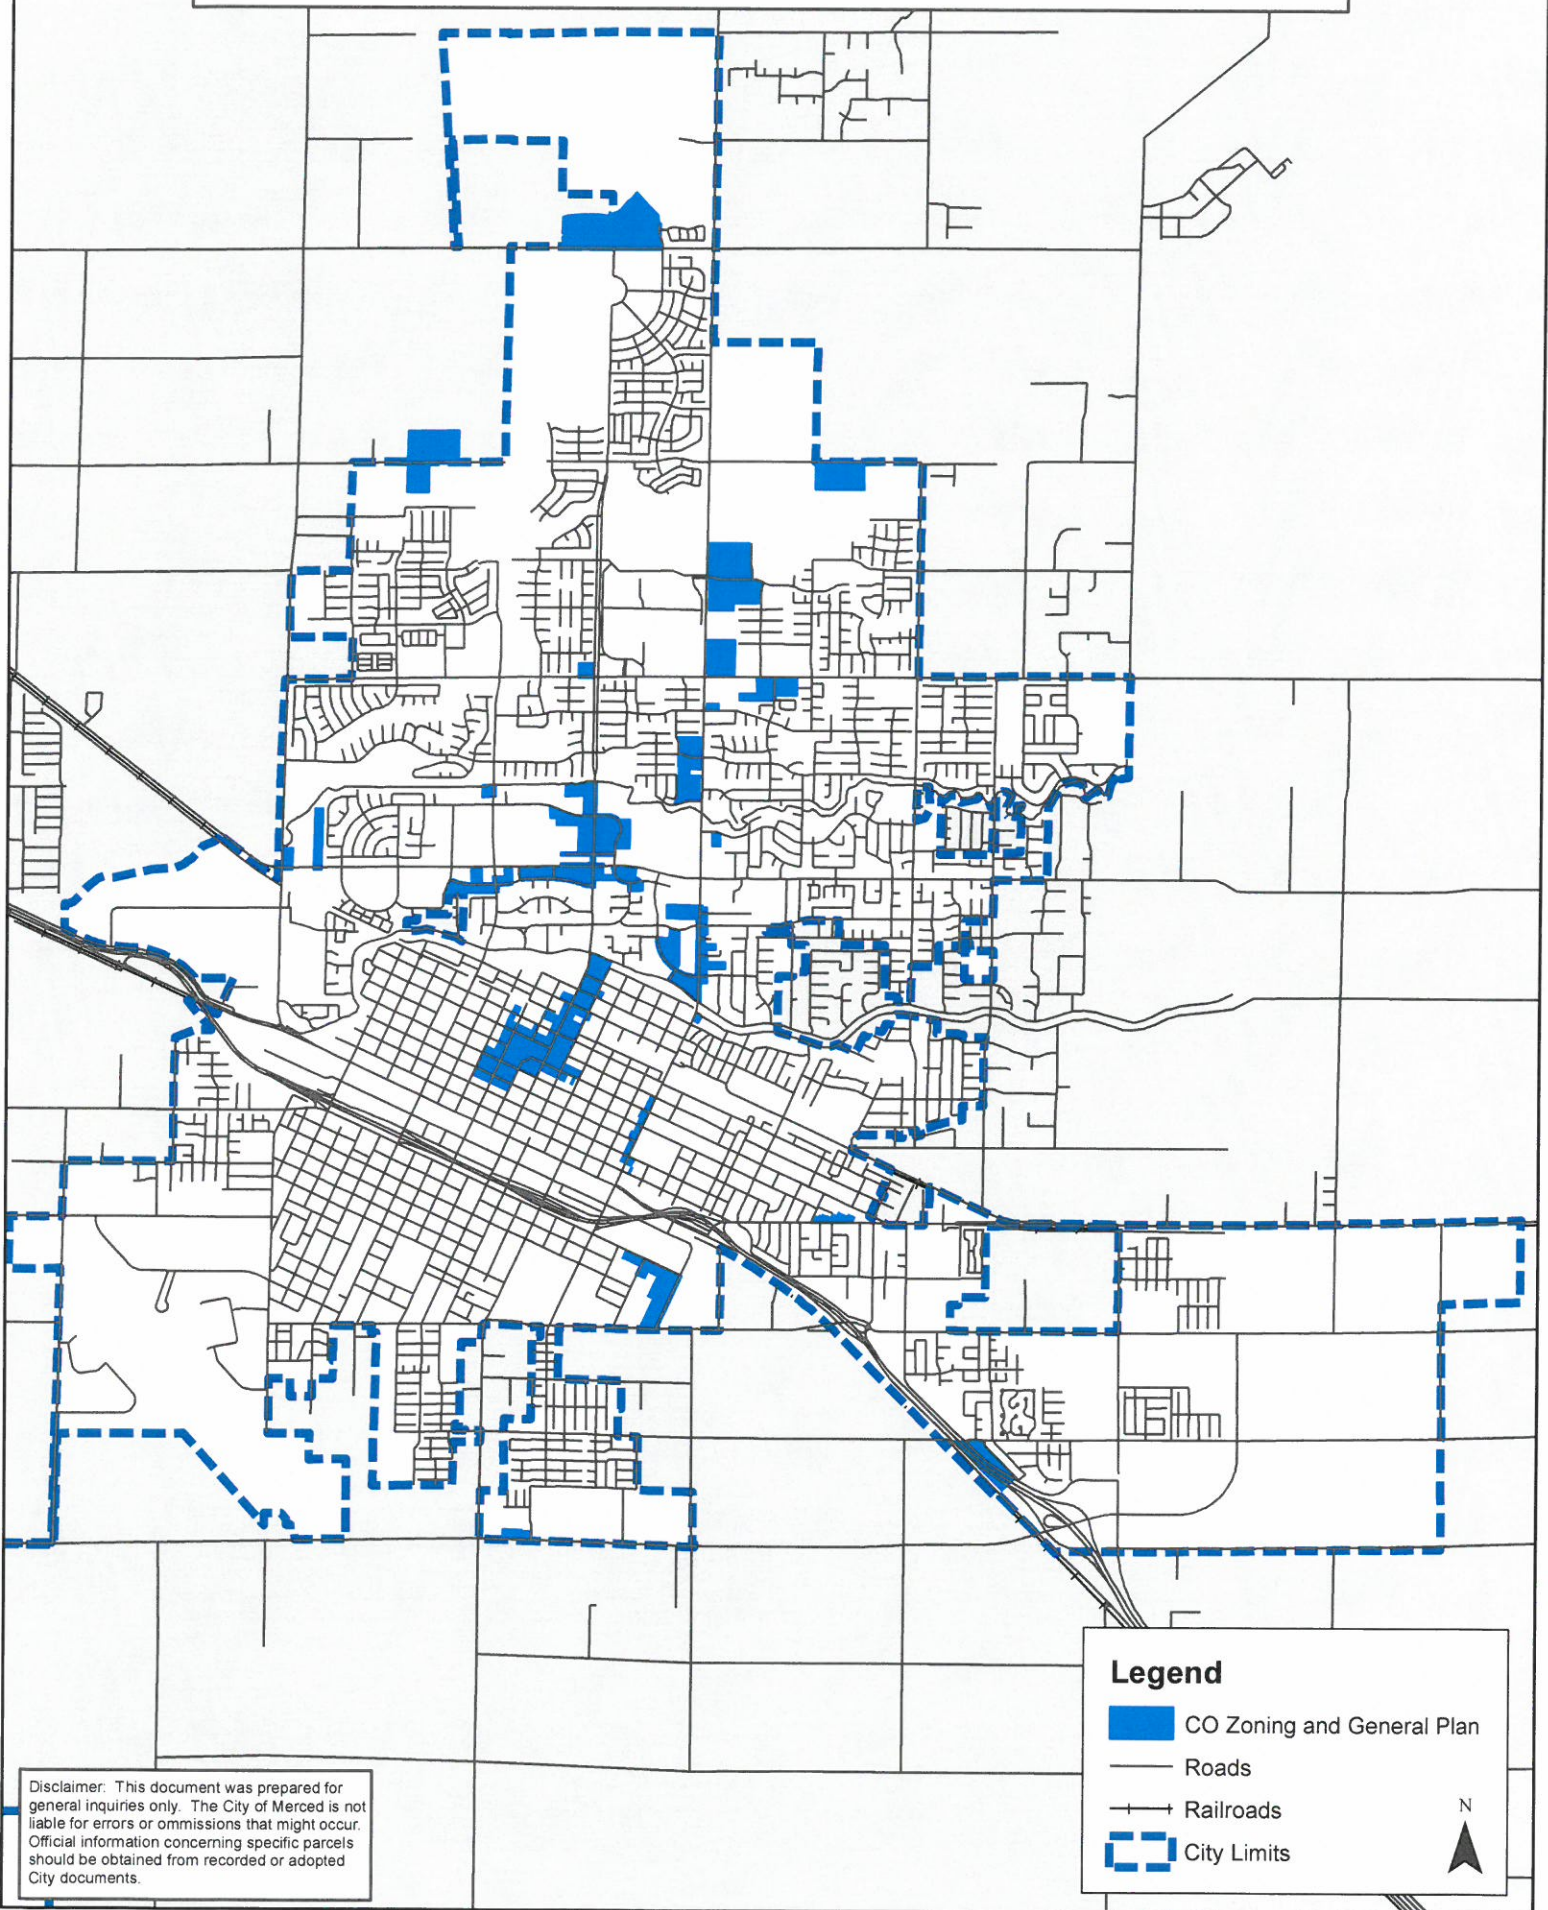 Legend
CO Zoning and General Plan
Roads
Railroads
City Limits
N
Disclaimer: This document was prepared for
general inquiries only. The City of Merced is not
liable for errors or ommissions that might occur.
Official information concerning specific parcels
should be obtained from recorded or adopted
City documents.